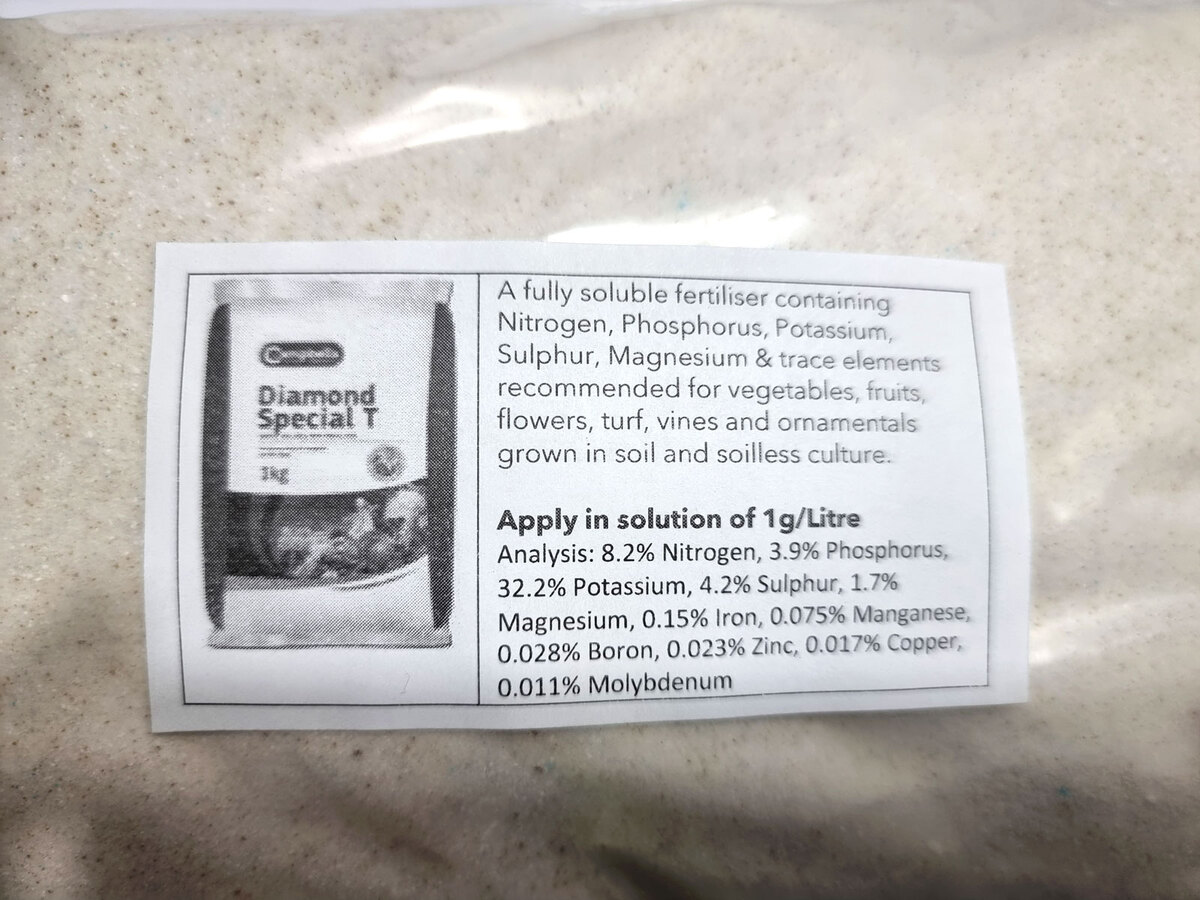 Campbells
Diamond
Special T
1kg
A fully soluble fertiliser containing
Nitrogen, Phosphorus, Potassium,
Sulphur, Magnesium & trace elements
recommended for vegetables, fruits,
flowers, turf, vines and ornamentals
grown in soil and soilless culture.
Apply in solution of 1g/Litre
Analysis: 8.2% Nitrogen, 3.9% Phosphorus,
32.2% Potassium, 4.2% Sulphur, 1.7%
Magnesium, 0.15% Iron, 0.075% Manganese,
0.028% Boron, 0.023% Zinc, 0.017% Copper,
0.011% Molybdenum